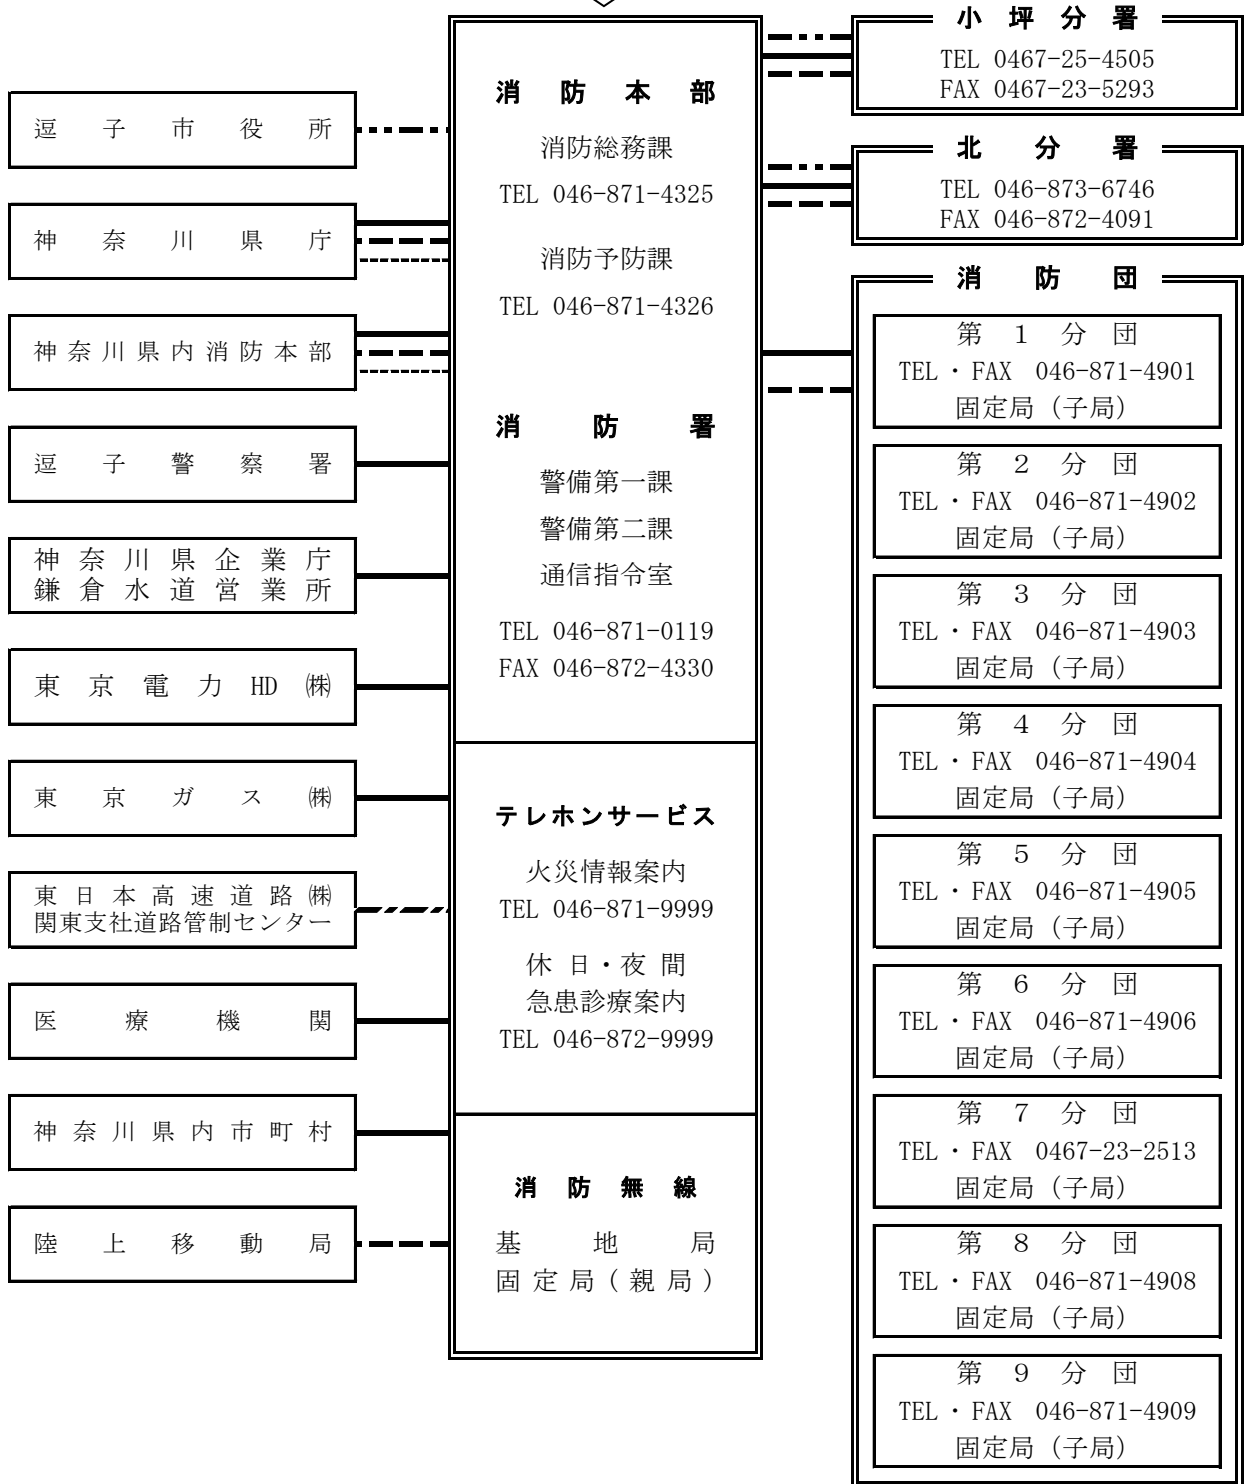 逗子市役所
神奈川県庁
神奈川県内消防本部
逗子警察署
神奈川県企業庁
鎌倉水道営業所
東京電力HD㈱
東京ガス㈱
東日本高速道路㈱
関東支社道路管制センター
医療機関
神奈川県内市町村
陸上移動局
消防本部
消防総務課
TEL 046-871-4325
消防予防課
TEL 046-871-4326
消防署
警備第一課
警備第二課
通信指令室
TEL 046-871-0119
FAX 046-872-4330
テレホンサービス
火災情報案内
TEL 046-871-9999
休日・夜間
急患診療案内
TEL 046-872-9999
消防無線
基地局
固定局(親局)
小坪分署
TEL 0467-25-4505
FAX 0467-23-5293
北分署
TEL 046-873-6746
FAX 046-872-4091
消防団
第1分団
TEL・FAX 046-871-4901
固定局(子局)
第2分団
TEL・FAX 046-871-4902
固定局(子局)
第3分団
TEL・FAX 046-871-4903
固定局(子局)
第4分団
TEL・FAX 046-871-4904
固定局(子局)
第5分団
TEL・FAX 046-871-4905
固定局(子局)
第6分団
TEL・FAX 046-871-4906
固定局(子局)
第7分団
TEL・FAX 0467-23-2513
固定局(子局)
第8分団
TEL・FAX 046-871-4908
固定局(子局)
第9分団
TEL・FAX 046-871-4909
固定局(子局)